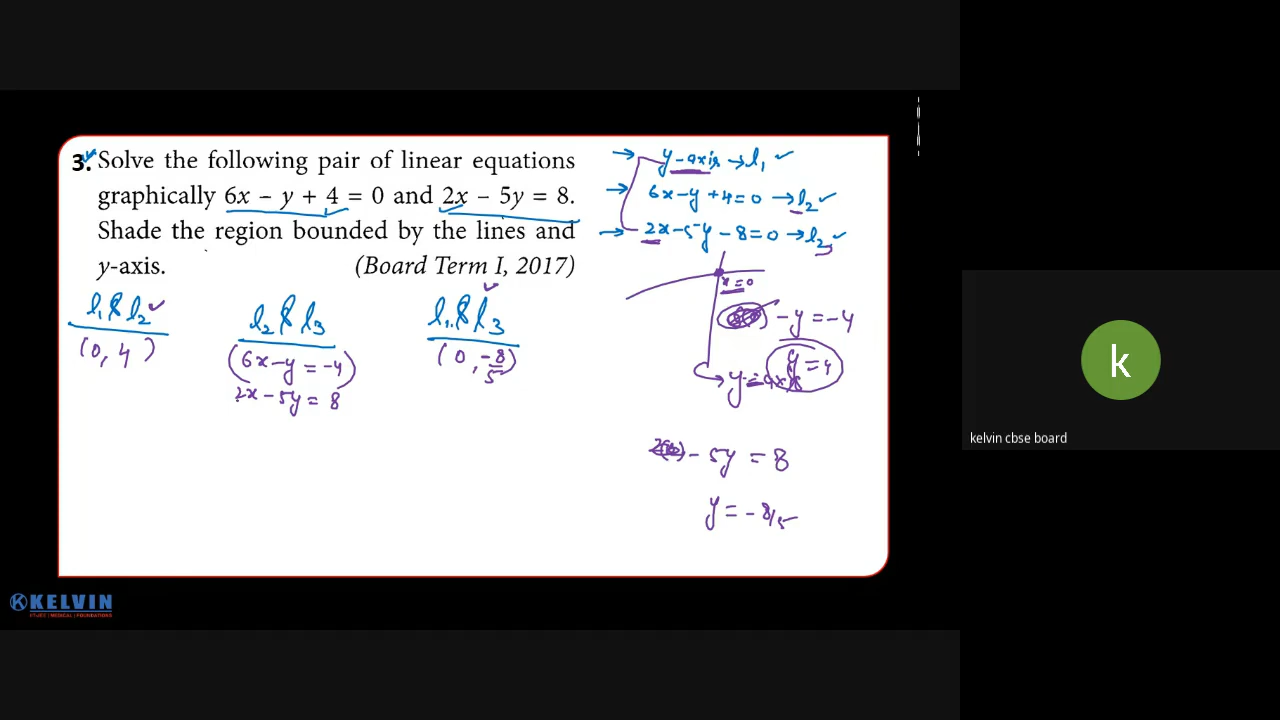 3. Solve the following pair of linear equations
graphically 6x – y + 4 = 0 and 2x – 5y = 8.
Shade the region bounded by the lines and
y-axis. (Board Term I, 2017)
y-axis → l₁ ✓
6x-y+4=0 → l₂ ✓
2x-5y-8=0 → l₂ ✓
l₁ & l₂ ✓
(0, 4)
l₂ & l₃
(6x-y = -4)
2x-5y = 8
l₁ & l₃
(0, -8/5)
x=0
-y = -4
y = 4
y-axis
-5y = 8
y = -8/5
KELVIN
k
kelvin cbse board